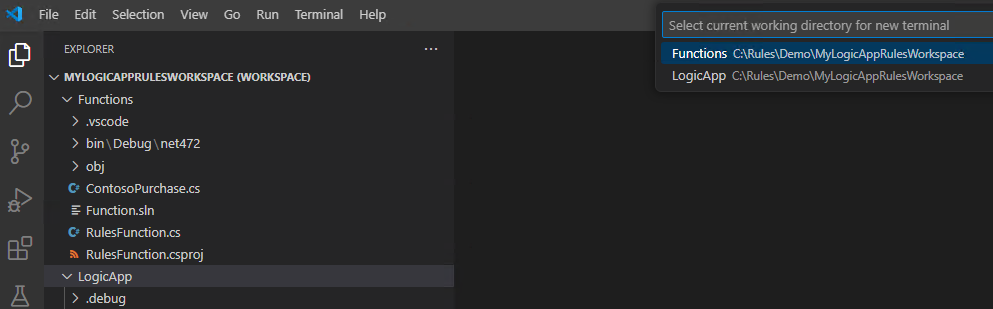 File Edit Selection View Go Run Terminal Help
Select current working directory for new terminal
Functions C:\Rules\Demo\MyLogicAppRulesWorkspace
LogicApp C:\Rules\Demo\MyLogicAppRulesWorkspace
EXPLORER ...
MYLOGICAPPRULESWORKSPACE (WORKSPACE)
Functions
.vscode
bin\Debug\net472
obj
C# ContosoPurchase.cs
Function.sln
C# RulesFunction.cs
RulesFunction.csproj
LogicApp
.debug